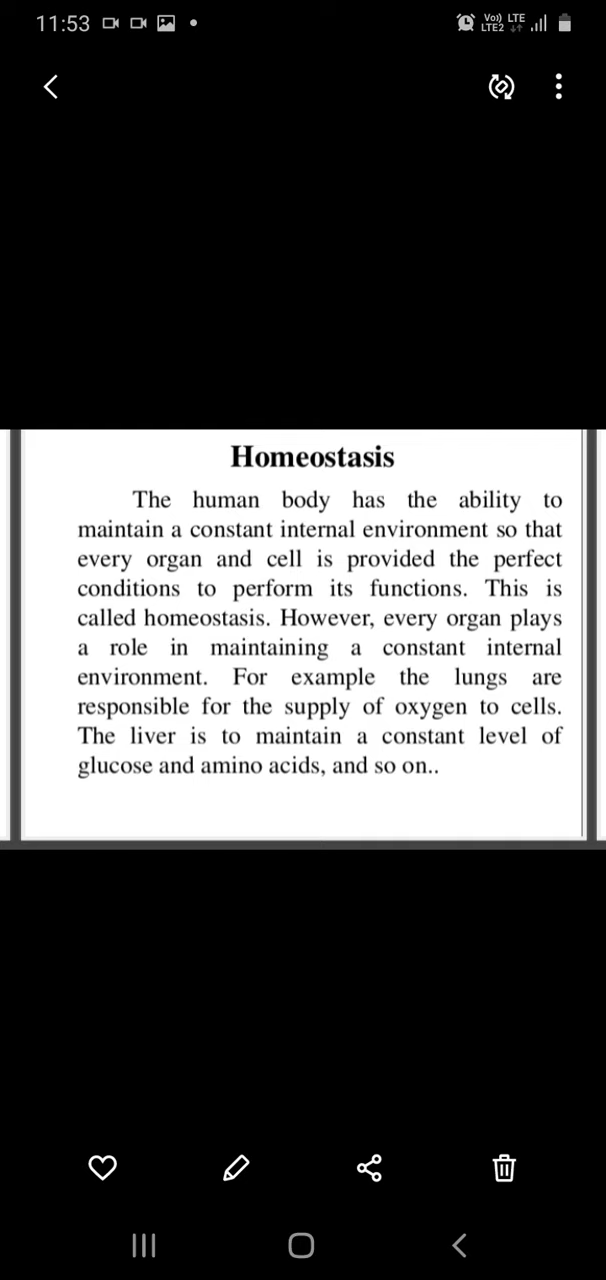 11:53
Vo)) LTE
LTE2
Homeostasis
The human body has the ability to
maintain a constant internal environment so that
every organ and cell is provided the perfect
conditions to perform its functions. This is
called homeostasis. However, every organ plays
a role in maintaining a constant internal
environment. For example the lungs are
responsible for the supply of oxygen to cells.
The liver is to maintain a constant level of
glucose and amino acids, and so on..